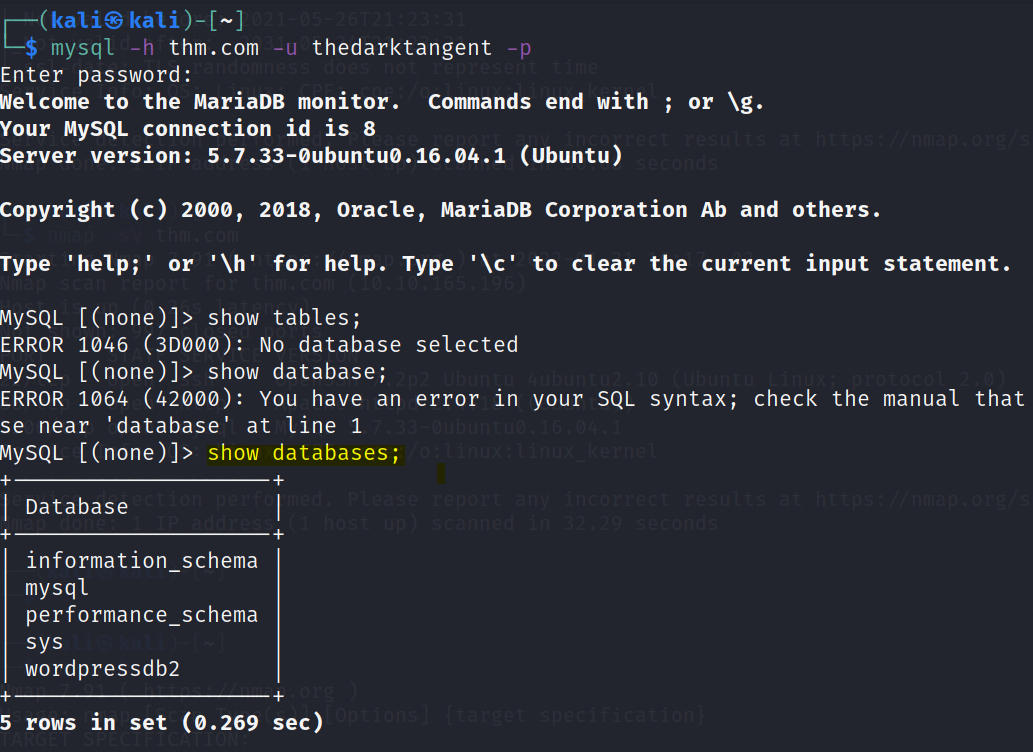 ┌──(kali㉿kali)-[~]
└─$ mysql -h thm.com -u thedarktangent -p
Enter password:
Welcome to the MariaDB monitor.  Commands end with ; or \g.
Your MySQL connection id is 8
Server version: 5.7.33-0ubuntu0.16.04.1 (Ubuntu)
Copyright (c) 2000, 2018, Oracle, MariaDB Corporation Ab and others.
Type 'help;' or '\h' for help. Type '\c' to clear the current input statement.
MySQL [(none)]> show tables;
ERROR 1046 (3D000): No database selected
MySQL [(none)]> show database;
ERROR 1064 (42000): You have an error in your SQL syntax; check the manual that
se near 'database' at line 1
MySQL [(none)]> show databases;
+--------------------+
| Database           |
+--------------------+
| information_schema |
| mysql              |
| performance_schema |
| sys                |
| wordpressdb2       |
+--------------------+
5 rows in set (0.269 sec)